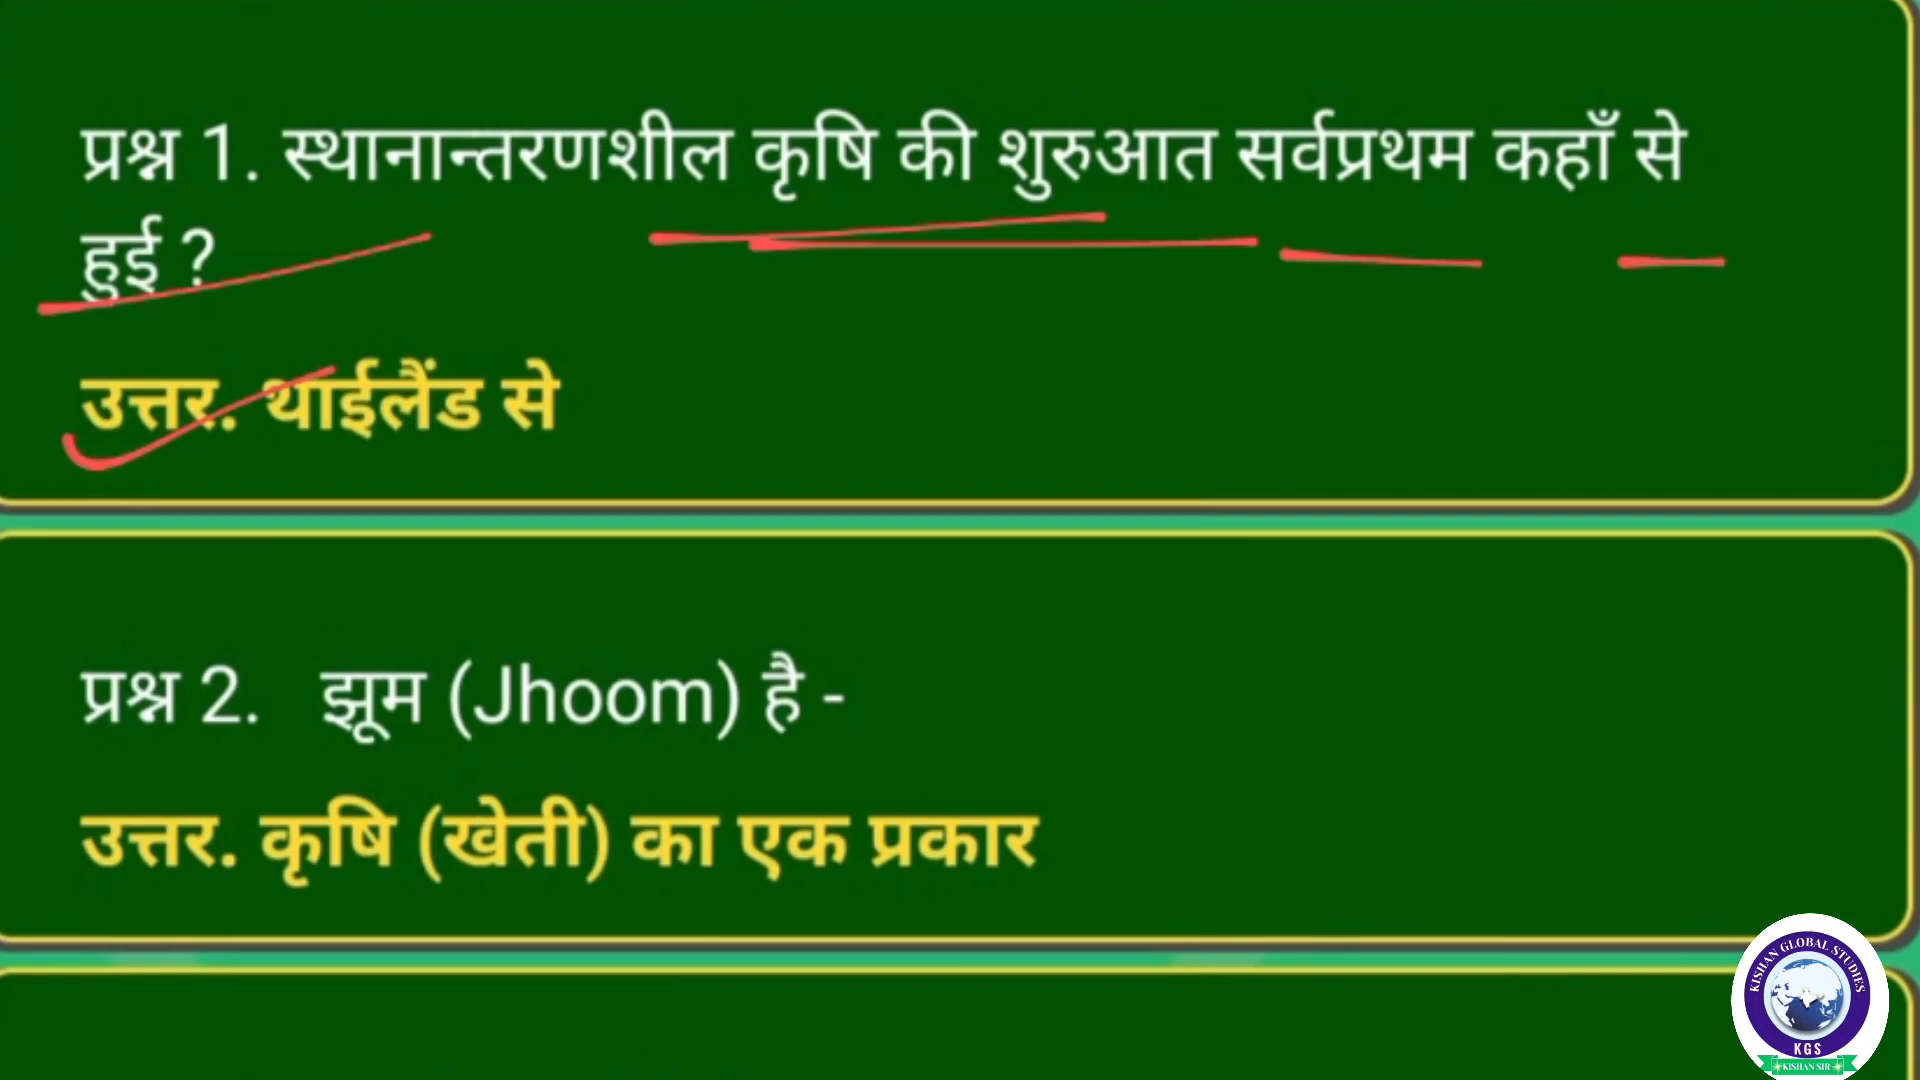 प्रश्न 1. स्थानान्तरणशील कृषि की शुरुआत सर्वप्रथम कहाँ से
हुई ?
उत्तर. थाईलैंड से
प्रश्न 2. झूम (Jhoom) है -
उत्तर. कृषि (खेती) का एक प्रकार
KISHAN GLOBAL STUDIES
KGS
KISHAN SIR